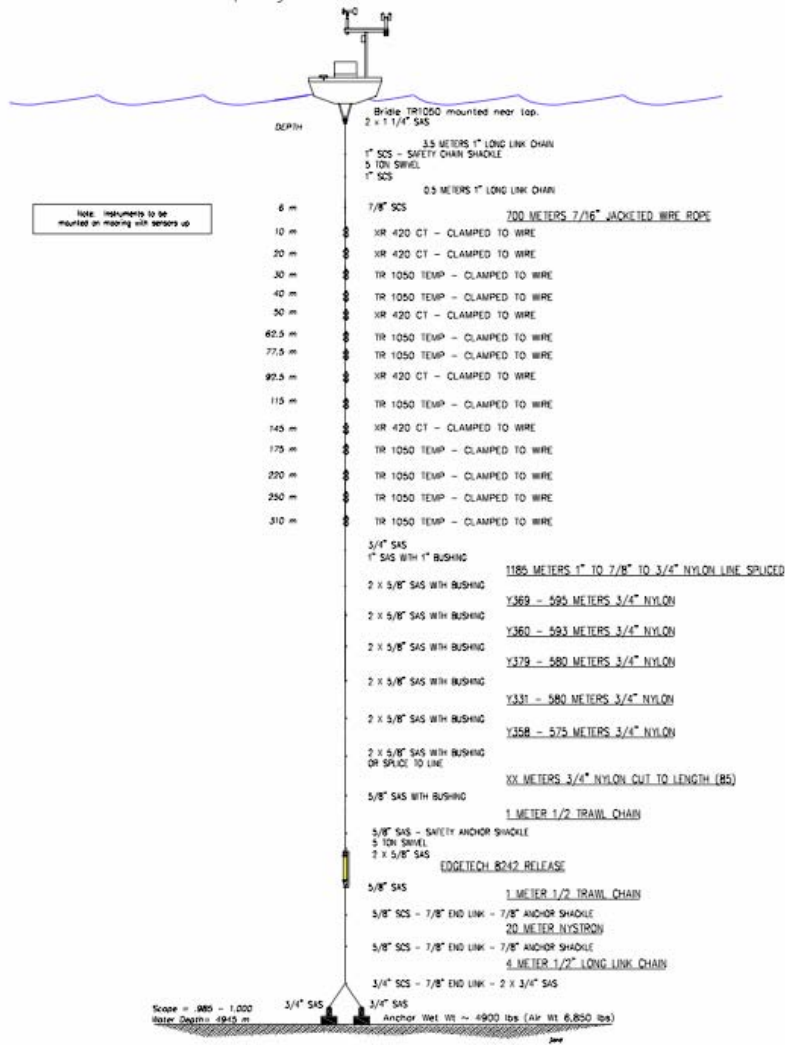 Bridle TR1050 mounted near top.
2 x 1 1/4" SAS
DEPTH
3.5 METERS 1" LONG LINK CHAIN
1" SCS - SAFETY CHAIN SHACKLE
5 TON SWIVEL
1" SCS
0.5 METERS 1" LONG LINK CHAIN
6 m 7/8" SCS
700 METERS 7/16" JACKETED WIRE ROPE
Note: Instruments to be
mounted on mooring with sensors up
10 m XR 420 CT - CLAMPED TO WIRE
20 m XR 420 CT - CLAMPED TO WIRE
30 m TR 1050 TEMP - CLAMPED TO WIRE
40 m TR 1050 TEMP - CLAMPED TO WIRE
50 m XR 420 CT - CLAMPED TO WIRE
62.5 m TR 1050 TEMP - CLAMPED TO WIRE
77.5 m TR 1050 TEMP - CLAMPED TO WIRE
92.5 m XR 420 CT - CLAMPED TO WIRE
115 m TR 1050 TEMP - CLAMPED TO WIRE
145 m XR 420 CT - CLAMPED TO WIRE
175 m TR 1050 TEMP - CLAMPED TO WIRE
220 m TR 1050 TEMP - CLAMPED TO WIRE
250 m TR 1050 TEMP - CLAMPED TO WIRE
310 m TR 1050 TEMP - CLAMPED TO WIRE
3/4" SAS
1" SAS WITH 1" BUSHING
1185 METERS 1" TO 7/8" TO 3/4" NYLON LINE SPLICED
2 X 5/8" SAS WITH BUSHING
Y369 - 595 METERS 3/4" NYLON
2 X 5/8" SAS WITH BUSHING
Y360 - 593 METERS 3/4" NYLON
2 X 5/8" SAS WITH BUSHING
Y379 - 580 METERS 3/4" NYLON
2 X 5/8" SAS WITH BUSHING
Y331 - 580 METERS 3/4" NYLON
2 X 5/8" SAS WITH BUSHING
Y358 - 575 METERS 3/4" NYLON
2 X 5/8" SAS WITH BUSHING
OR SPLICE TO LINE
XX METERS 3/4" NYLON CUT TO LENGTH (85)
5/8" SAS WITH BUSHING
1 METER 1/2 TRAWL CHAIN
5/8" SAS - SAFETY ANCHOR SHACKLE
5 TON SWIVEL
2 X 5/8" SAS
EDGETECH 8242 RELEASE
5/8" SAS
1 METER 1/2 TRAWL CHAIN
5/8" SCS - 7/8" END LINK - 7/8" ANCHOR SHACKLE
20 METER NYSTRON
5/8" SCS - 7/8" END LINK - 7/8" ANCHOR SHACKLE
4 METER 1/2" LONG LINK CHAIN
3/4" SCS - 7/8" END LINK - 2 X 3/4" SAS
3/4" SAS 3/4" SAS
Scope = .985 - 1.000
Water Depth= 4945 m
Anchor Wet Wt ~ 4900 lbs (Air Wt 6,850 lbs)